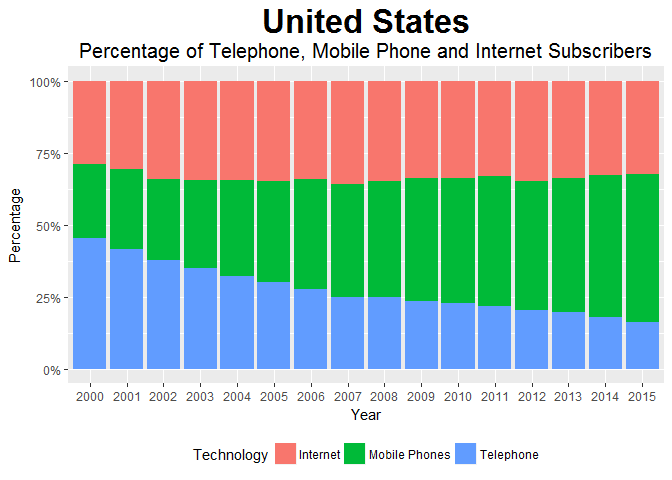 United States
Percentage of Telephone, Mobile Phone and Internet Subscribers
100%
75%
50%
25%
0%
Percentage
2000 2001 2002 2003 2004 2005 2006 2007 2008 2009 2010 2011 2012 2013 2014 2015
Year
Technology Internet Mobile Phones Telephone